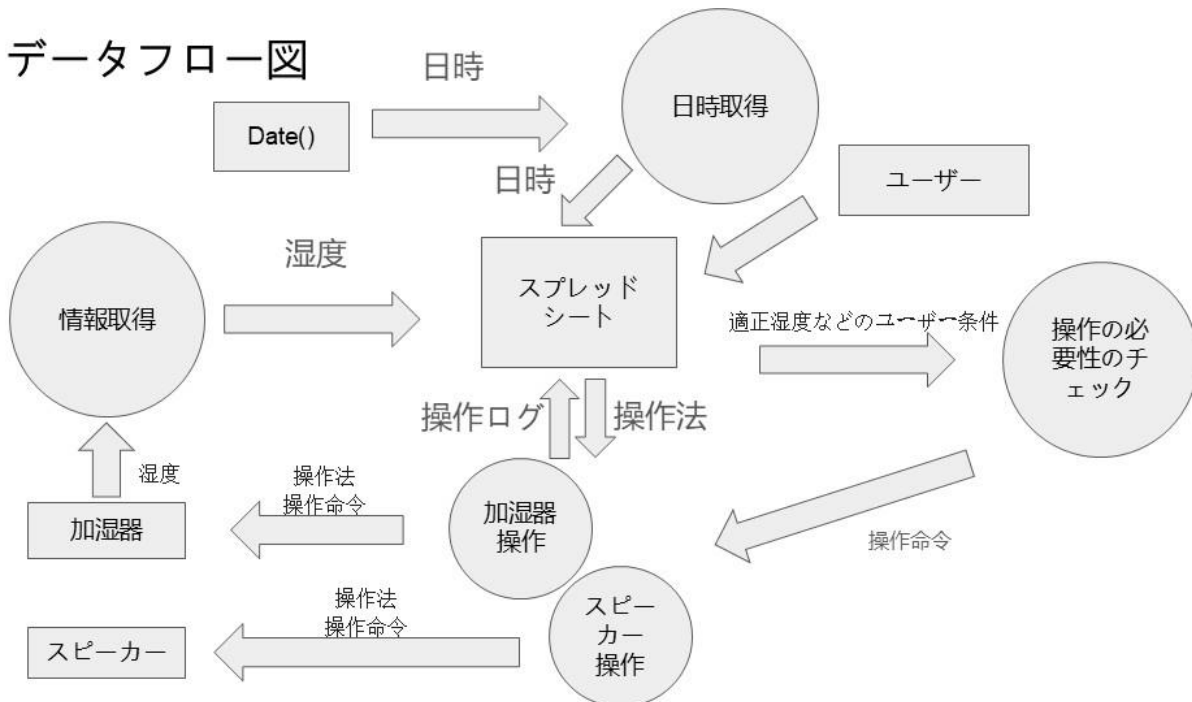 データフロー図
日時
Date()
日時取得
日時
ユーザー
湿度
スプレッド
シート
情報取得
適正湿度などのユーザー条件
操作の必
要性のチ
ェック
操作ログ
操作法
湿度
操作法
操作命令
加湿器
加湿器
操作
操作命令
操作法
操作命令
スピーカー
スピー
カー
操作